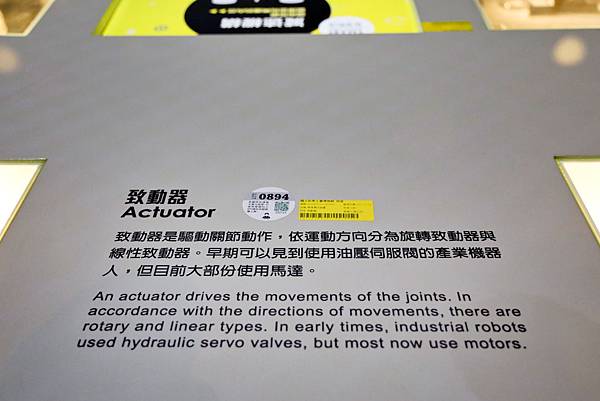 致動器
Actuator
0894
致動器是驅動關節動作，依運動方向分為旋轉致動器與
線性致動器。早期可以見到使用油壓伺服閥的產業機器
人，但目前大部份使用馬達。
An actuator drives the movements of the joints. In
accordance with the directions of movements, there are
rotary and linear types. In early times, industrial robots
used hydraulic servo valves, but most now use motors.